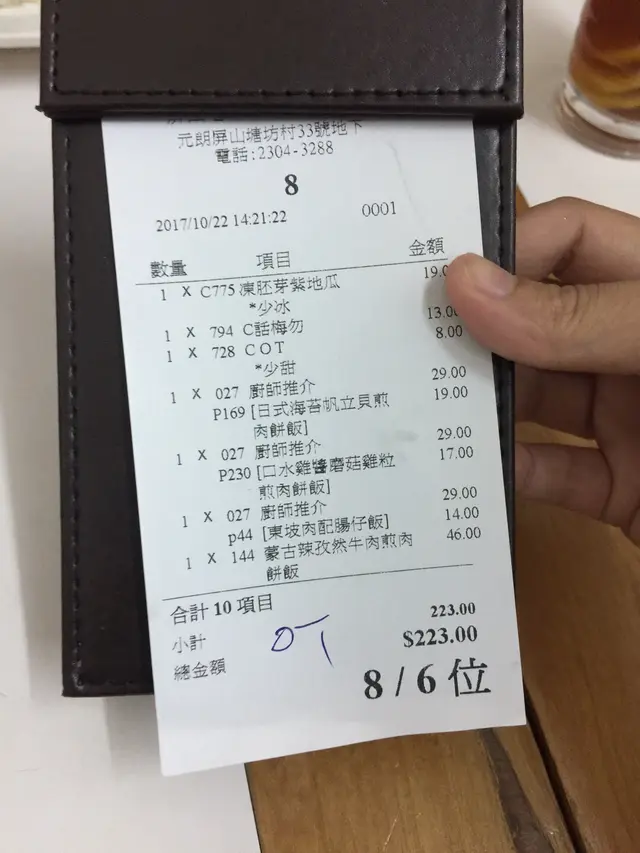 元朗屏山塘坊村33號地下
電話:2304-3288
8
2017/10/22 14:21:22 0001
數量 項目 金額
1 X C775 凍胚芽紫地瓜 19.0
*少冰
1 X 794 C話梅勿 13.00
1 X 728 C O T 8.00
*少甜
1 X 027 廚師推介 29.00
P169 [日式海苔帆立貝煎 19.00
肉餅飯]
1 X 027 廚師推介 29.00
P230 [口水雞醬磨菇雞粒 17.00
煎肉餅飯]
1 X 027 廚師推介 29.00
p44 [東坡肉配腸仔飯] 14.00
1 X 144 蒙古辣孜然牛肉煎肉 46.00
餅飯
合計 10 項目 223.00
小計 $223.00
總金額
8 / 6 位